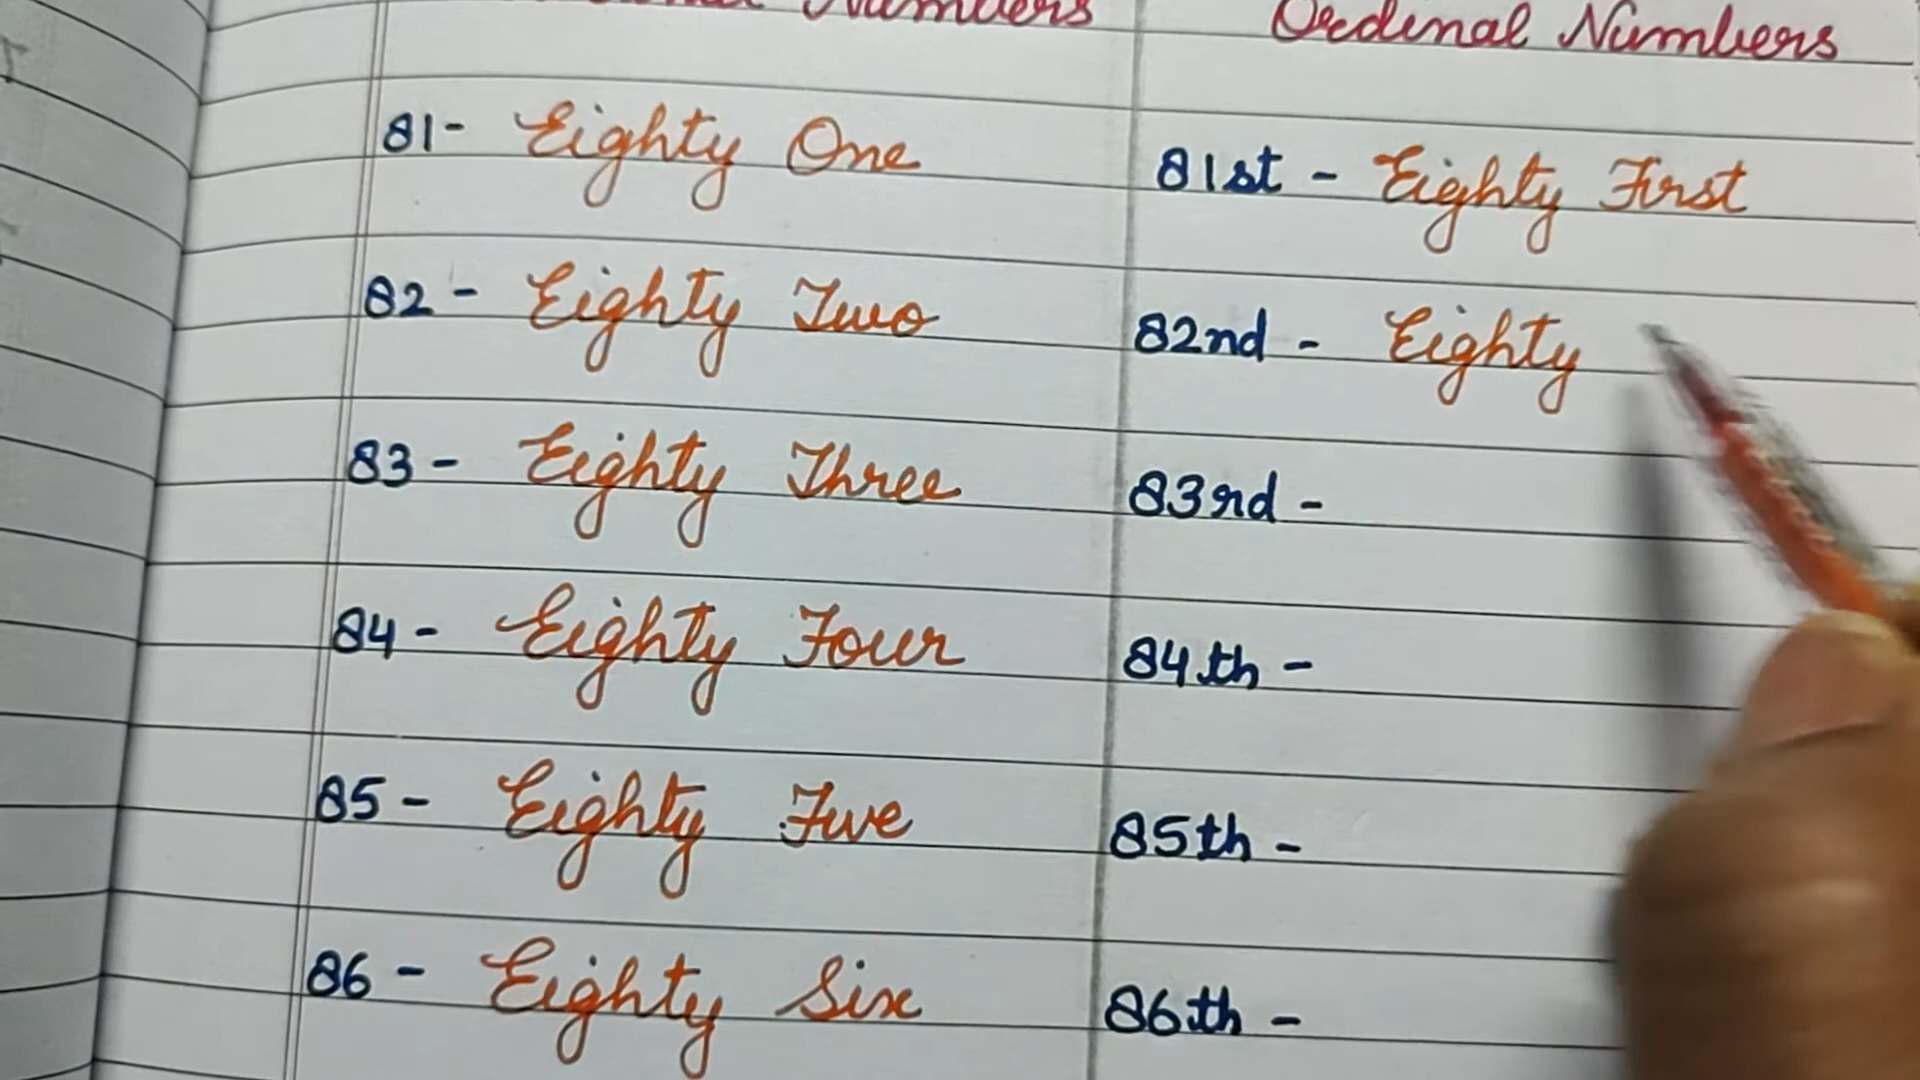 Numbers Ordinal Numbers
81- Eighty One 81st - Eighty First
82 - Eighty Two 82nd - Eighty
83 - Eighty Three 83rd -
84 - Eighty Four 84th -
85 - Eighty Five 85th -
86 - Eighty Six 86th -